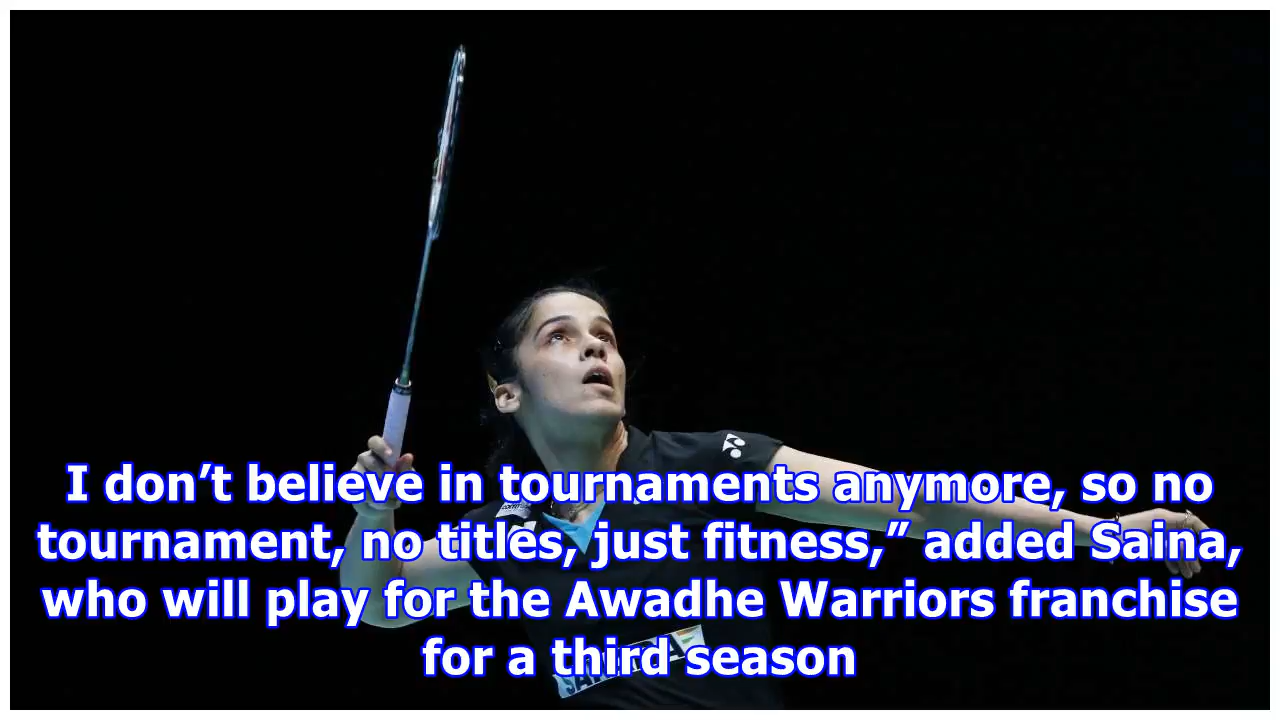 I don’t believe in tournaments anymore, so no
tournament, no titles, just fitness,” added Saina,
who will play for the Awadhe Warriors franchise
for a third season